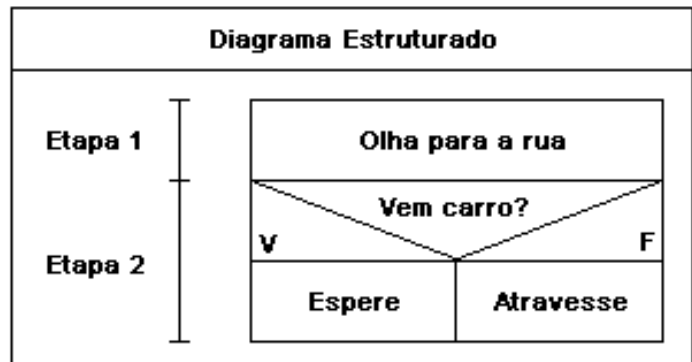 Diagrama Estruturado
Etapa 1
Olha para a rua
Vem carro?
V
F
Etapa 2
Espere
Atravesse